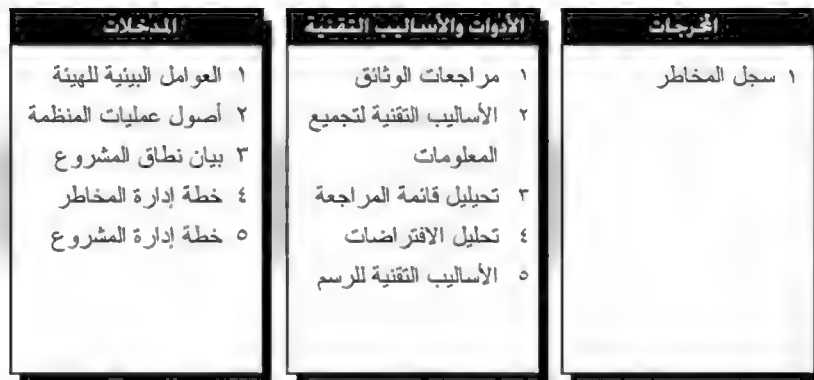 المدخلات
١ العوامل البيئية للهيئة
٢ أصول عمليات المنظمة
٣ بيان نطاق المشروع
٤ خطة إدارة المخاطر
٥ خطة إدارة المشروع
الأدوات والأساليب التقنية
١ مراجعات الوثائق
٢ الأساليب التقنية لتجميع
المعلومات
٣ تحيليل قائمة المراجعة
٤ تحليل الافتراضات
٥ الأساليب التقنية للرسم
المخرجات
١ سجل المخاطر